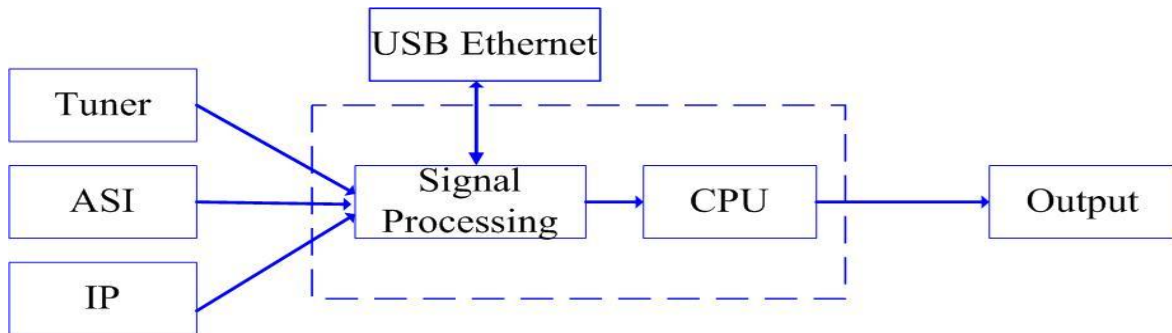 USB Ethernet
Tuner
ASI
IP
Signal
Processing
CPU
Output